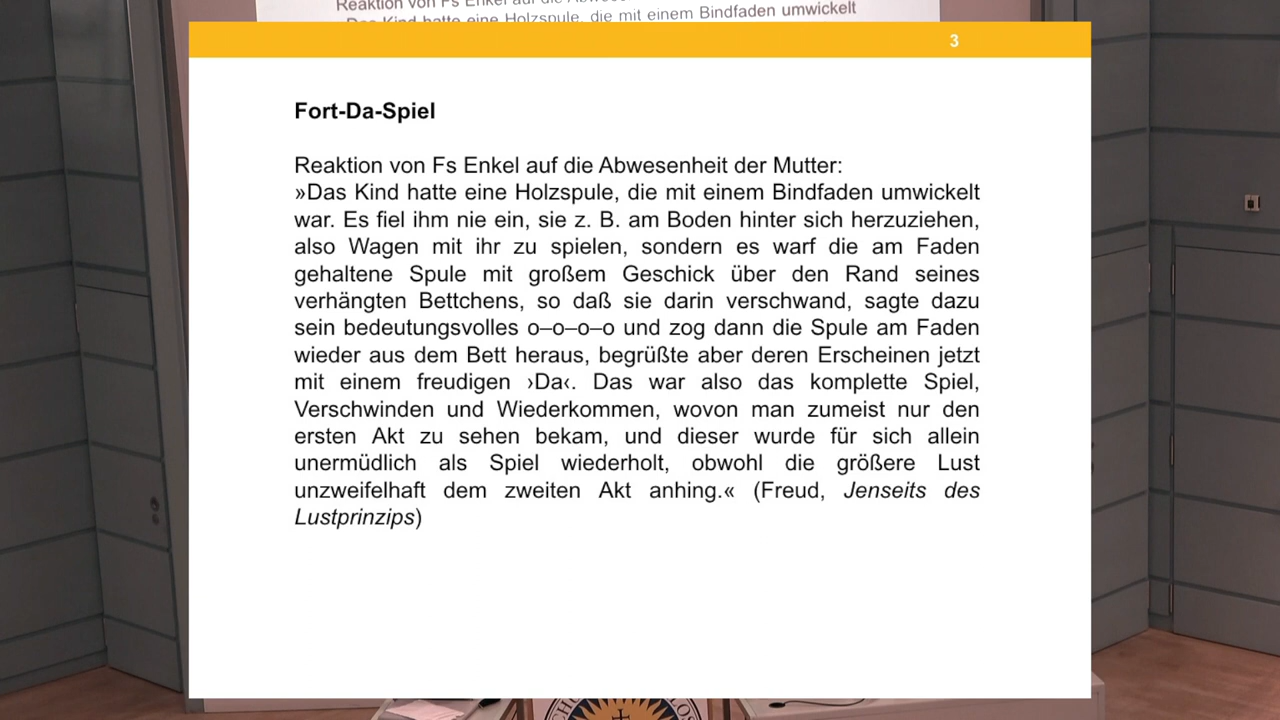 Reaktion von Fs Enkel auf die
Das Kind hatte eine Holzspule, die mit einem Bindfaden umwickelt
3
Fort-Da-Spiel
Reaktion von Fs Enkel auf die Abwesenheit der Mutter:
»Das Kind hatte eine Holzspule, die mit einem Bindfaden umwickelt
war. Es fiel ihm nie ein, sie z. B. am Boden hinter sich herzuziehen,
also Wagen mit ihr zu spielen, sondern es warf die am Faden
gehaltene Spule mit großem Geschick über den Rand seines
verhängten Bettchens, so daß sie darin verschwand, sagte dazu
sein bedeutungsvolles o–o–o–o und zog dann die Spule am Faden
wieder aus dem Bett heraus, begrüßte aber deren Erscheinen jetzt
mit einem freudigen ›Da‹. Das war also das komplette Spiel,
Verschwinden und Wiederkommen, wovon man zumeist nur den
ersten Akt zu sehen bekam, und dieser wurde für sich allein
unermüdlich als Spiel wiederholt, obwohl die größere Lust
unzweifelhaft dem zweiten Akt anhing.« (Freud, Jenseits des
Lustprinzips)